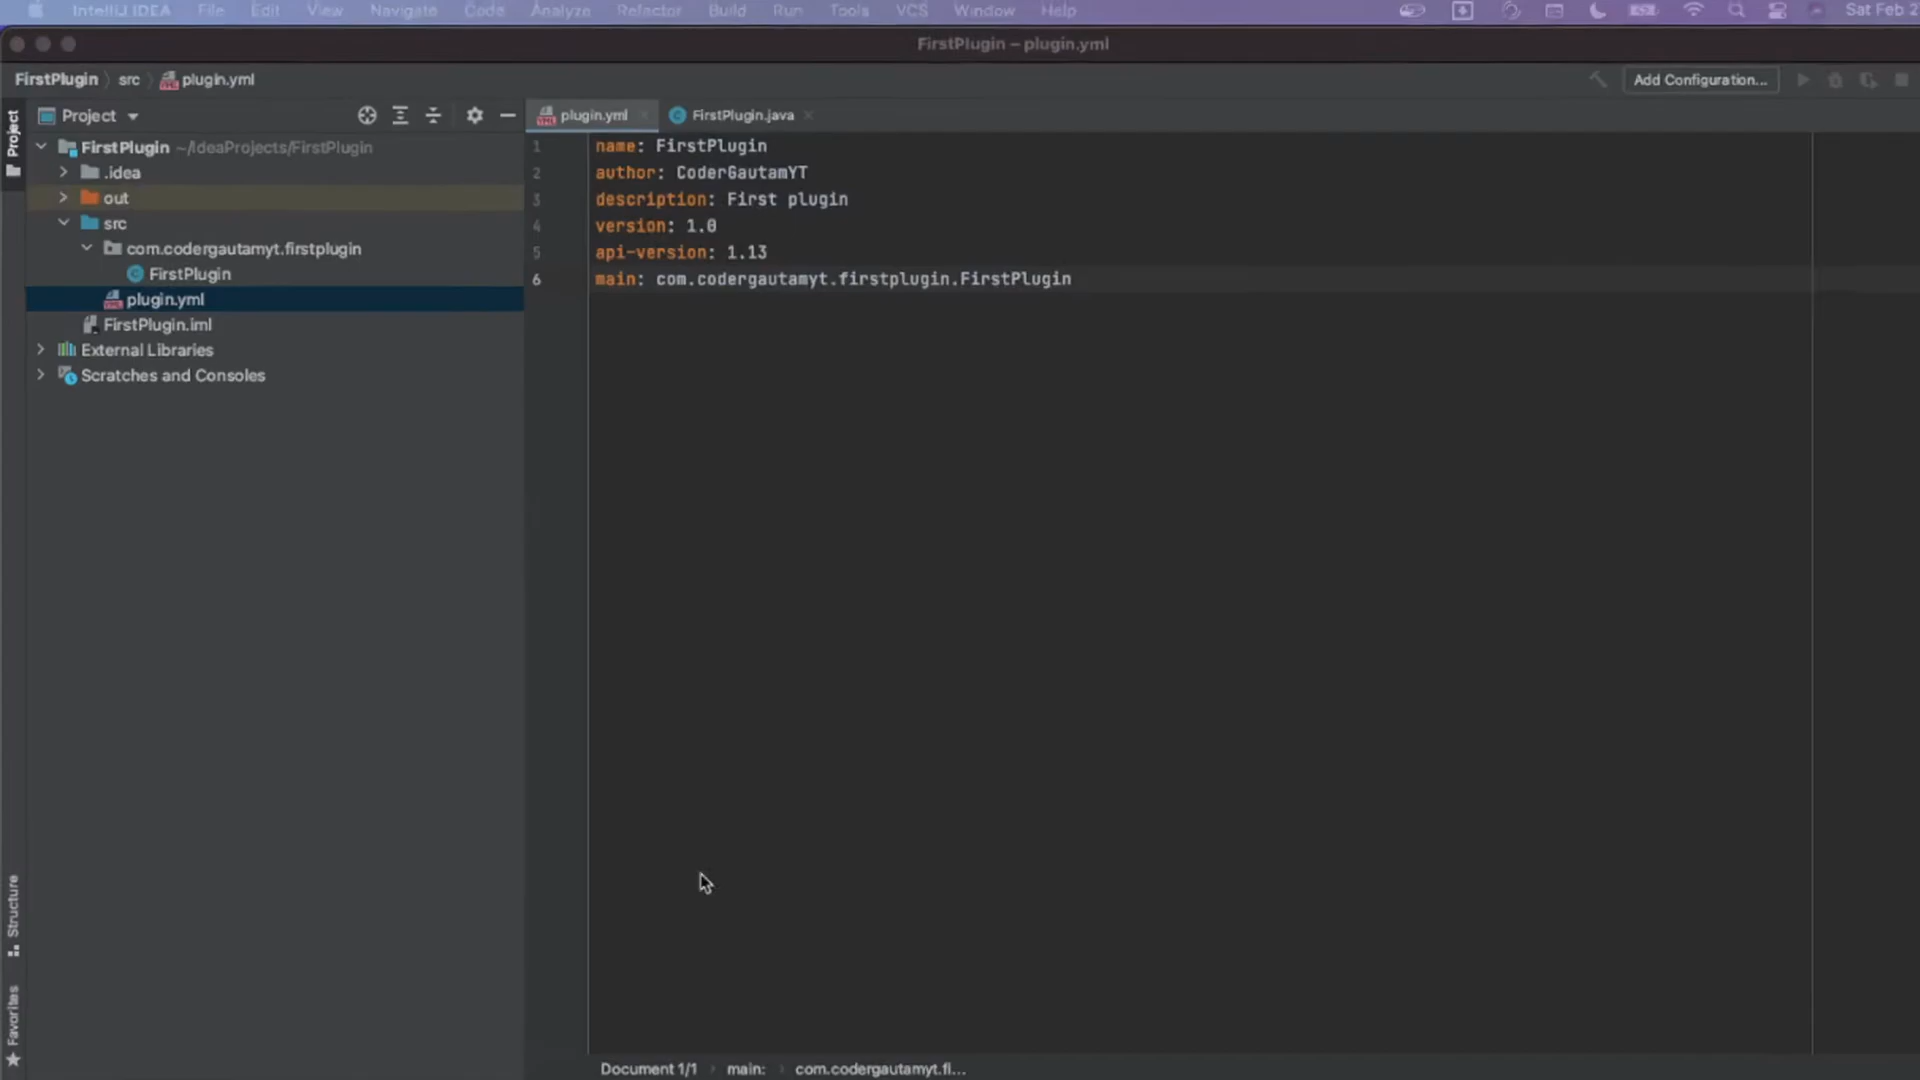 IntelliJ IDEA File Edit View Navigate Code Analyze Refactor Build Run Tools VCS Window Help Sat Feb 2
FirstPlugin – plugin.yml
FirstPlugin src plugin.yml Add Configuration...
Project
Project
plugin.yml
FirstPlugin.java
FirstPlugin ~/IdeaProjects/FirstPlugin
.idea
out
src
com.codergautamyt.firstplugin
FirstPlugin
plugin.yml
FirstPlugin.iml
External Libraries
Scratches and Consoles
1 name: FirstPlugin
2 author: CoderGautamYT
3 description: First plugin
4 version: 1.0
5 api-version: 1.13
6 main: com.codergautamyt.firstplugin.FirstPlugin
Structure
Favorites
Document 1/1 main: com.codergautamyt.fi...